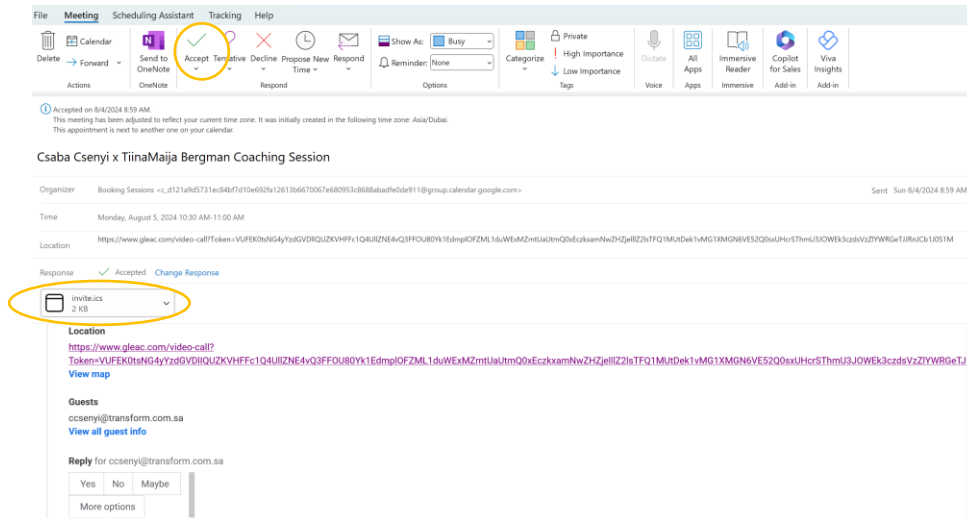 File Meeting Scheduling Assistant Tracking Help
Delete
Calendar
Forward
Actions
Send to
OneNote
OneNote
Accept
Tentative
Decline
Propose New
Time
Respond
Respond
Show As: Busy
Reminder: None
Options
Categorize
Private
High Importance
Low Importance
Tags
Dictate
Voice
All
Apps
Apps
Immersive
Reader
Immersive
Copilot
for Sales
Add-in
Viva
Insights
Add-in
Accepted on 8/4/2024 8:59 AM.
This meeting has been adjusted to reflect your current time zone. It was initially created in the following time zone: Asia/Dubai.
This appointment is next to another one on your calendar.
Csaba Csenyi x TiinaMaija Bergman Coaching Session
Organizer Booking Sessions Sent Sun 8/4/2024 8:59 AM
Time Monday, August 5, 2024 10:30 AM-11:00 AM
Location
Response Accepted Change Response
invite.ics
2 KB
Location
https://www.gleac.com/video-call?
View map
Guests
ccsenyi@transform.com.sa
View all guest info
Reply for ccsenyi@transform.com.sa
Yes No Maybe
More options